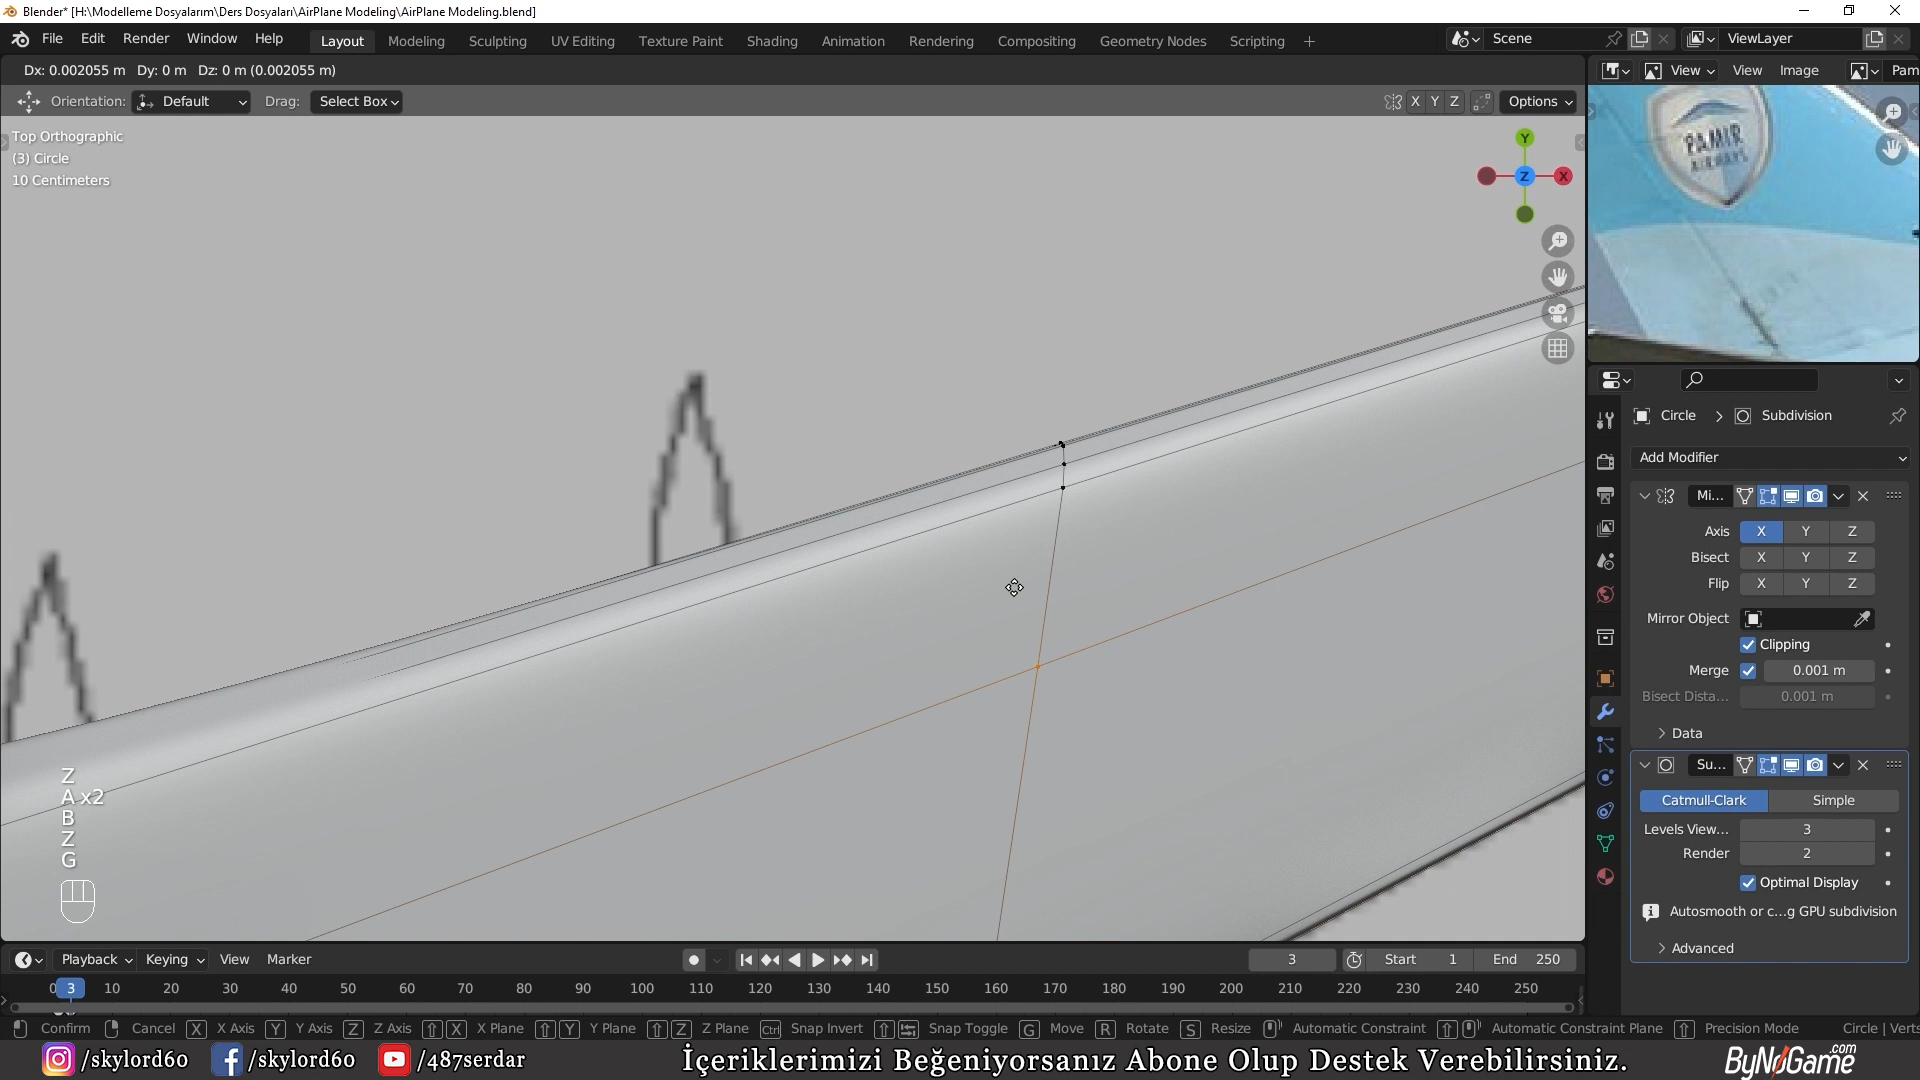 Blender* [H:\Modelleme Dosyalarım\Ders Dosyaları\AirPlane Modeling\AirPlane Modeling.blend]
File Edit Render Window Help Layout Modeling Sculpting UV Editing Texture Paint Shading Animation Rendering Compositing Geometry Nodes Scripting + Scene ViewLayer
Dx: 0.002055 m Dy: 0 m Dz: 0 m (0.002055 m) View View Image Pam
Orientation: Default Drag: Select Box X Y Z Options
Top Orthographic
(3) Circle
10 Centimeters
Y
Z
X
PAMIR
AIRWAYS
Circle > Subdivision
Add Modifier
Mi...
Axis X Y Z
Bisect X Y Z
Flip X Y Z
Mirror Object
Clipping
Merge 0.001 m
Bisect Dista... 0.001 m
> Data
Su...
Catmull-Clark Simple
Levels View... 3
Render 2
Optimal Display
Autosmooth or c...g GPU subdivision
> Advanced
Z
A x2
B
Z
G
Playback Keying View Marker 3 Start 1 End 250
0 3 10 20 30 40 50 60 70 80 90 100 110 120 130 140 150 160 170 180 190 200 210 220 230 240 250
Confirm Cancel X X Axis Y Y Axis Z Z Axis X X Plane Y Y Plane Z Z Plane Ctrl Snap Invert Snap Toggle G Move R Rotate S Resize Automatic Constraint Automatic Constraint Plane Precision Mode Circle | Verts
/skylord60 /skylord60 /487serdar İçeriklerimizi Beğeniyorsanız Abone Olup Destek Verebilirsiniz. ByNoGame.com